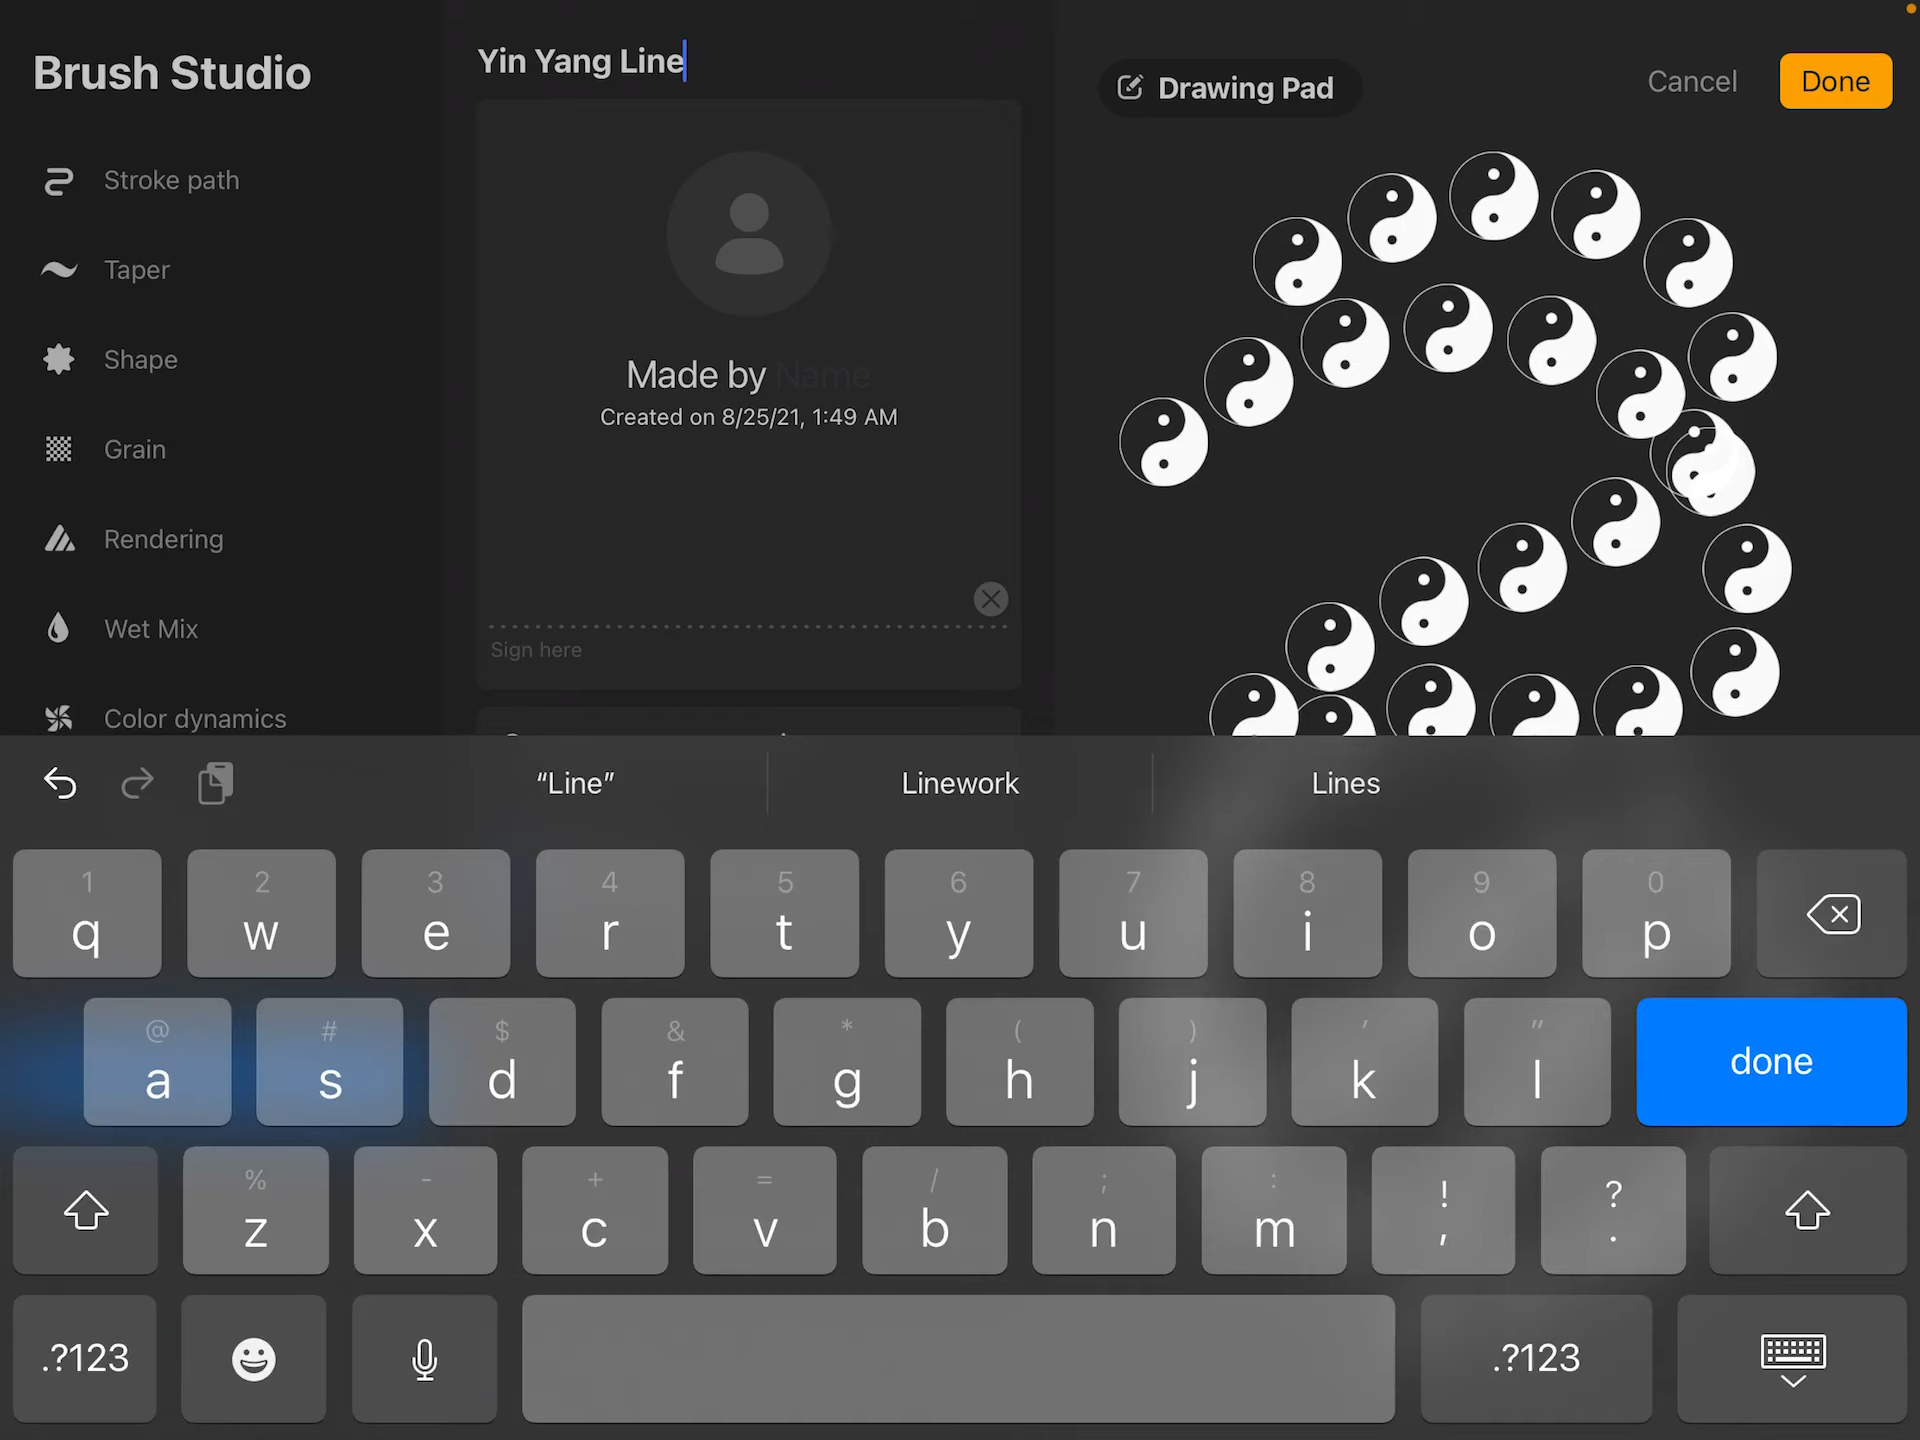 Brush Studio
Stroke path
Taper
Shape
Grain
Rendering
Wet Mix
Color dynamics
Yin Yang Line
Made by Name
Created on 8/25/21, 1:49 AM
Sign here
Drawing Pad
Cancel
Done
“Line”
Linework
Lines
1 2 3 4 5 6 7 8 9 0
q w e r t y u i o p
@ # $ & * ( ) ' "
a s d f g h j k l
done
% - + = / ; : ! ?
z x c v b n m , .
.?123
.?123